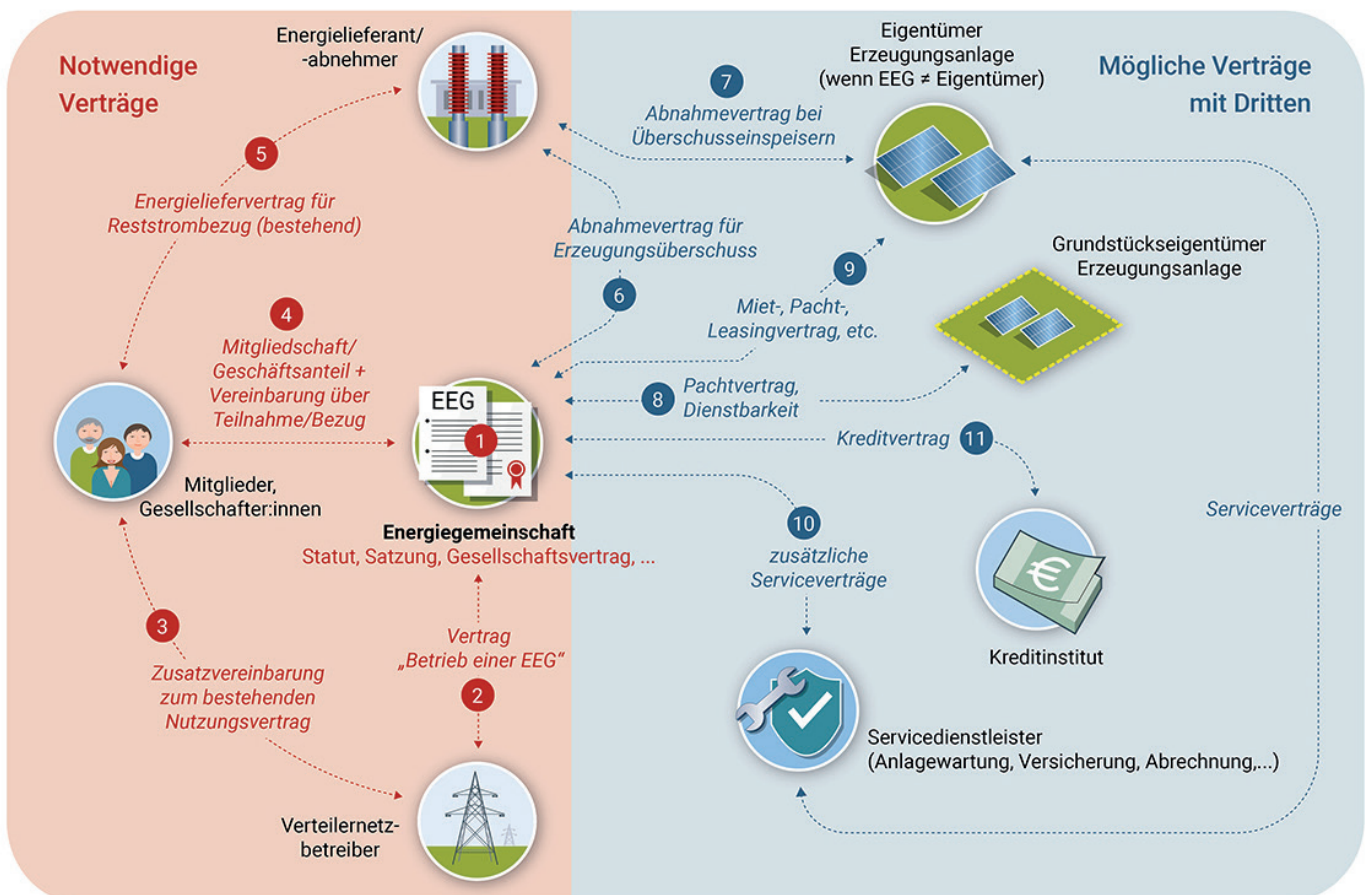 Notwendige
Verträge
Energielieferant/
-abnehmer
5
Energieliefervertrag für
Reststrombezug (bestehend)
4
Mitgliedschaft/
Geschäftsanteil +
Vereinbarung über
Teilnahme/Bezug
Mitglieder,
Gesellschafter:innen
EEG
1
Energiegemeinschaft
Statut, Satzung, Gesellschaftsvertrag, ...
3
Zusatzvereinbarung
zum bestehenden
Nutzungsvertrag
Vertrag
„Betrieb einer EEG“
2
Verteilernetz-
betreiber
Mögliche Verträge
mit Dritten
Eigentümer
Erzeugungsanlage
(wenn EEG ≠ Eigentümer)
7
Abnahmevertrag bei
Überschusseinspeisern
Abnahmevertrag für
Erzeugungsüberschuss
6
9
Miet-, Pacht-,
Leasingvertrag, etc.
Grundstückseigentümer
Erzeugungsanlage
8
Pachtvertrag,
Dienstbarkeit
Kreditvertrag
11
10
zusätzliche
Serviceverträge
Serviceverträge
€
Kreditinstitut
Servicedienstleister
(Anlagewartung, Versicherung, Abrechnung,...)